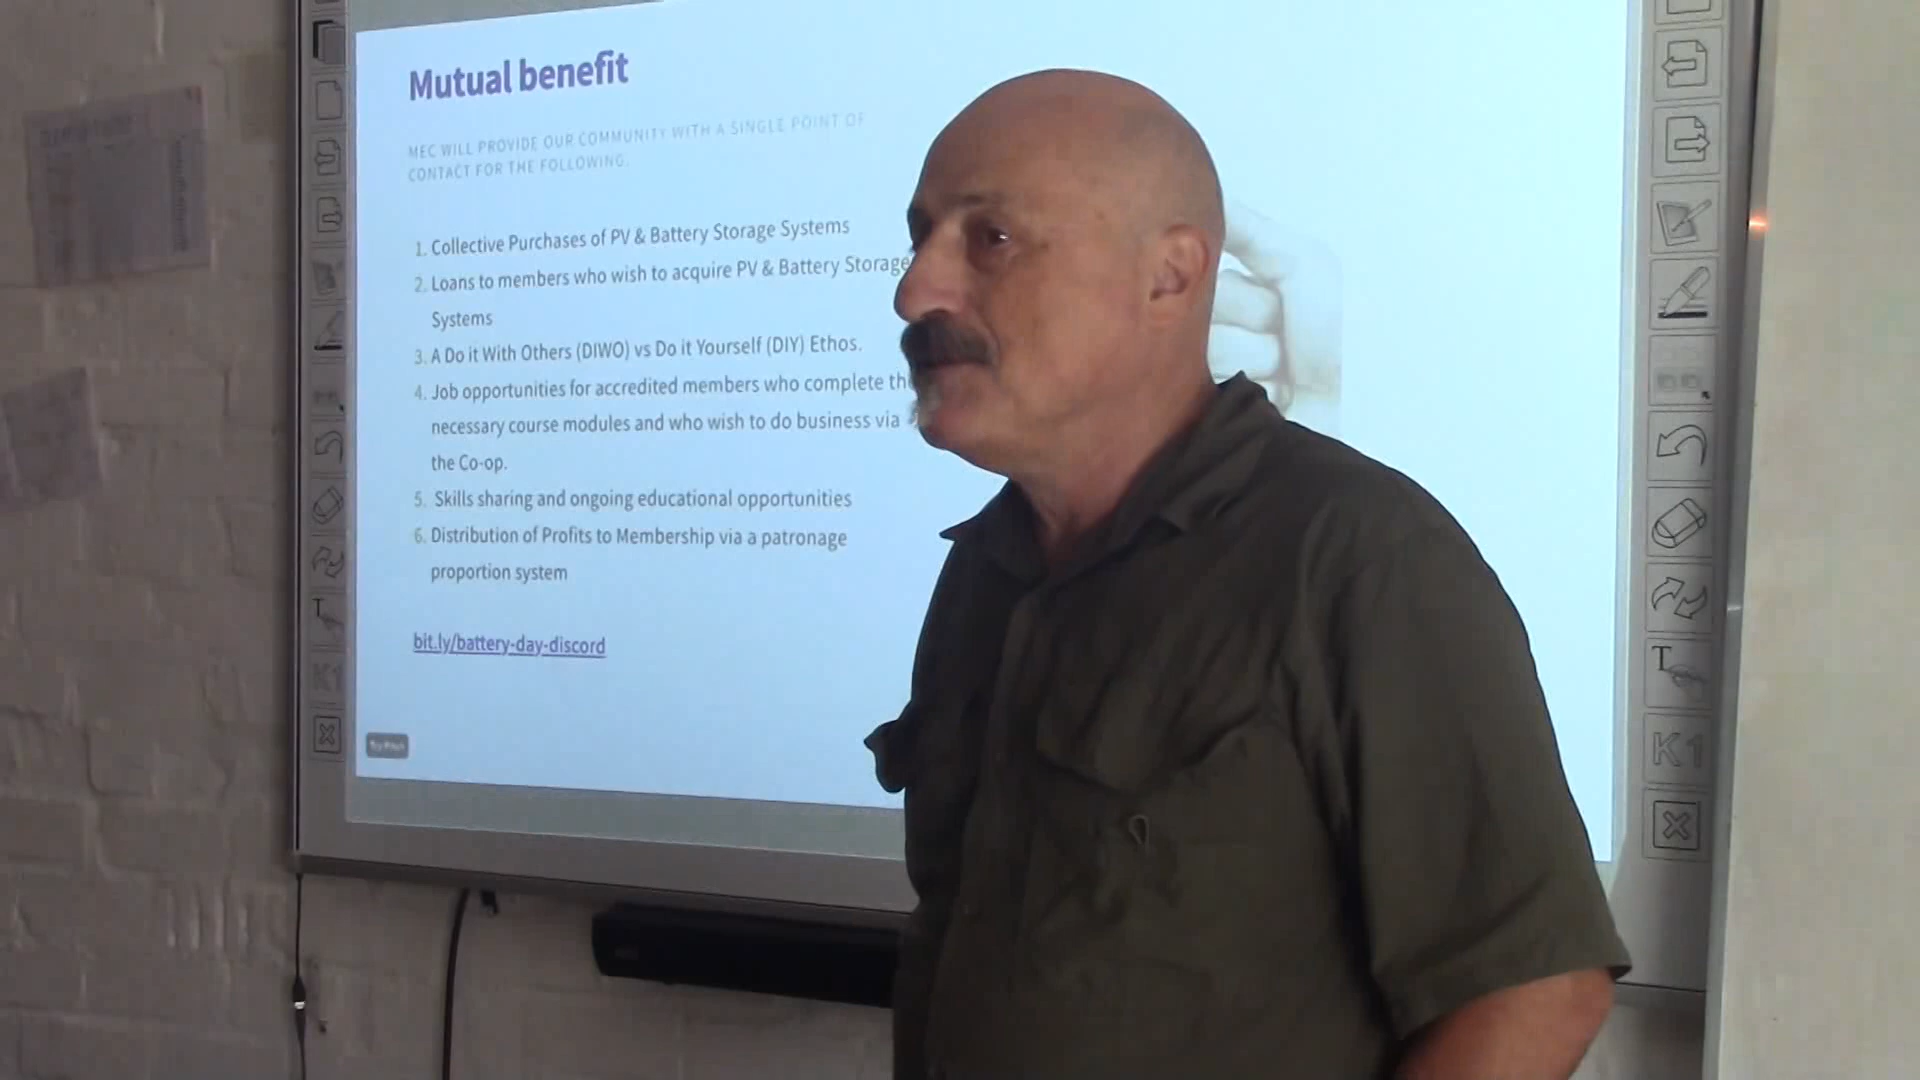 Mutual benefit
MEC WILL PROVIDE OUR COMMUNITY WITH A SINGLE POINT OF
CONTACT FOR THE FOLLOWING.
1. Collective Purchases of PV & Battery Storage Systems
2. Loans to members who wish to acquire PV & Battery Storage
Systems
3. A Do it With Others (DIWO) vs Do it Yourself (DIY) Ethos.
4. Job opportunities for accredited members who complete th
necessary course modules and who wish to do business via
the Co-op.
5. Skills sharing and ongoing educational opportunities
6. Distribution of Profits to Membership via a patronage
proportion system
bit.ly/battery-day-discord
Try Pitch
T
K1
T
K1